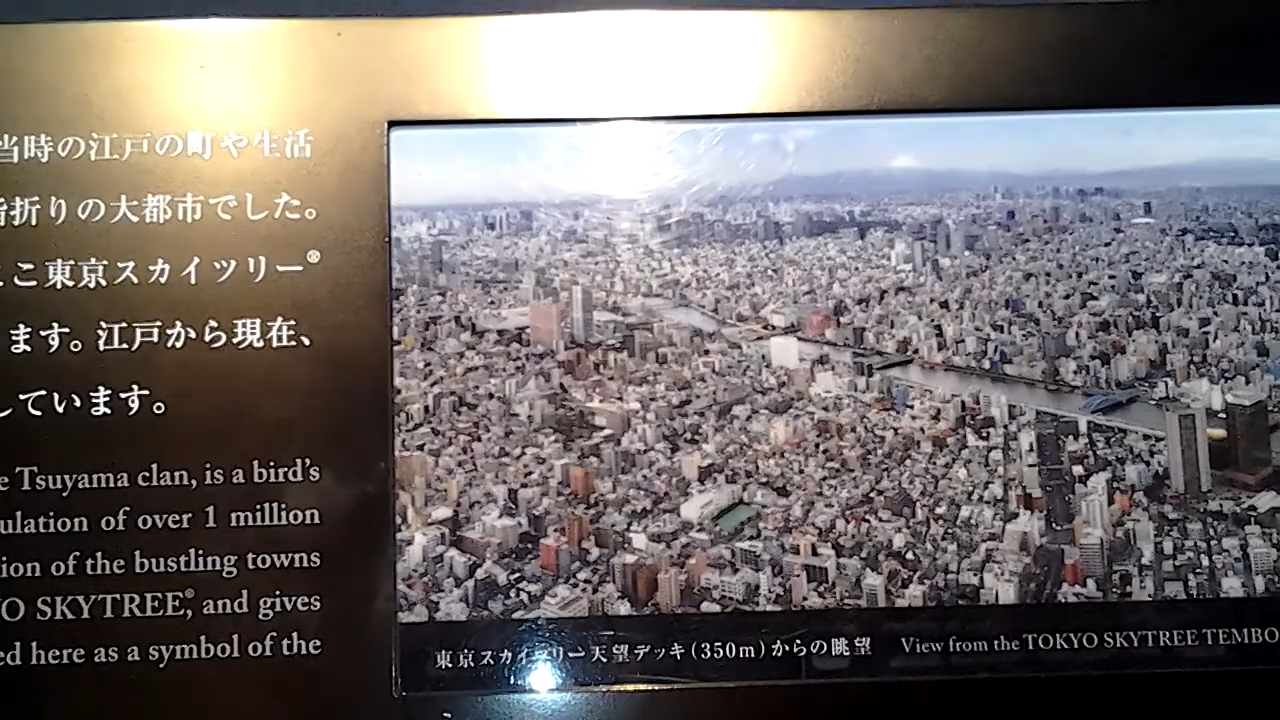 当時の江戸の町や生活
折りの大都市でした。
こ東京スカイツリー®
ます。江戸から現在、
しています。
Tsuyama clan, is a bird's
ulation of over 1 million
ion of the bustling towns
YO SKYTREE®, and gives
ed here as a symbol of the
東京スカイツリー天望デッキ(350m)からの眺望 View from the TOKYO SKYTREE TEMBO